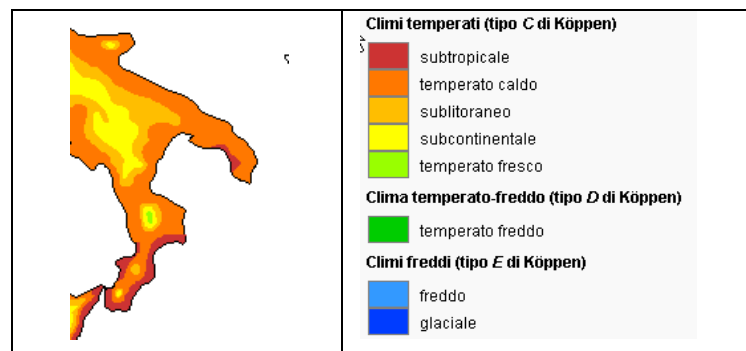 Climi temperati (tipo C di Köppen)
subtropicale
temperato caldo
sublitoraneo
subcontinentale
temperato fresco
Clima temperato-freddo (tipo D di Köppen)
temperato freddo
Climi freddi (tipo E di Köppen)
freddo
glaciale